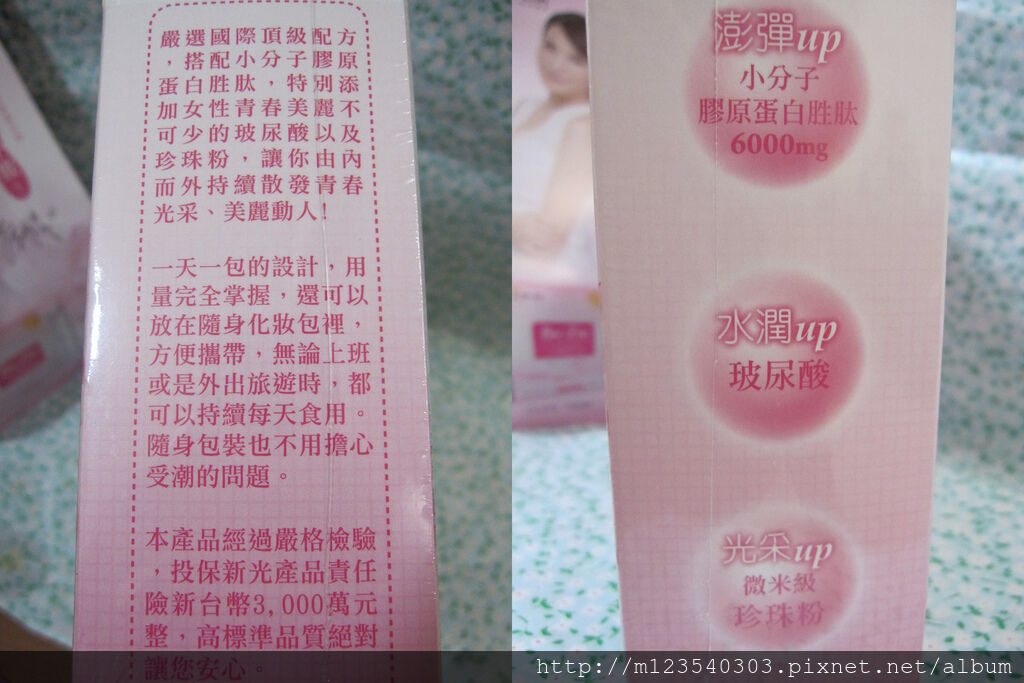 嚴選國際頂級配方
，搭配小分子膠原
蛋白胜肽，特別添
加女性青春美麗不
可少的玻尿酸以及
珍珠粉，讓你由內
而外持續散發青春
光采、美麗動人!
一天一包的設計，用
量完全掌握，還可以
放在隨身化妝包裡，
方便攜帶，無論上班
或是外出旅遊時，都
可以持續每天食用。
隨身包裝也不用擔心
受潮的問題。
本產品經過嚴格檢驗
，投保新光產品責任
險新台幣3,000萬元
整，高標準品質絕對
讓您安心。
澎彈up
小分子
膠原蛋白胜肽
6000mg
水潤up
玻尿酸
光采up
微米級
珍珠粉
http://m123540303.pixnet.net/album